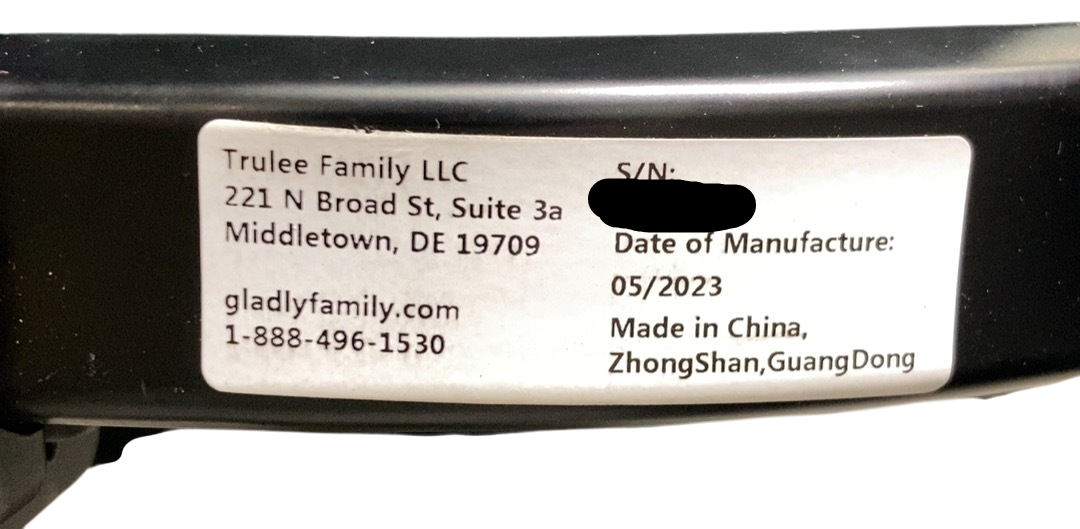 Trulee Family LLC
221 N Broad St, Suite 3a
Middletown, DE 19709
gladlyfamily.com
1-888-496-1530
S/N:
Date of Manufacture:
05/2023
Made in China,
ZhongShan,GuangDong